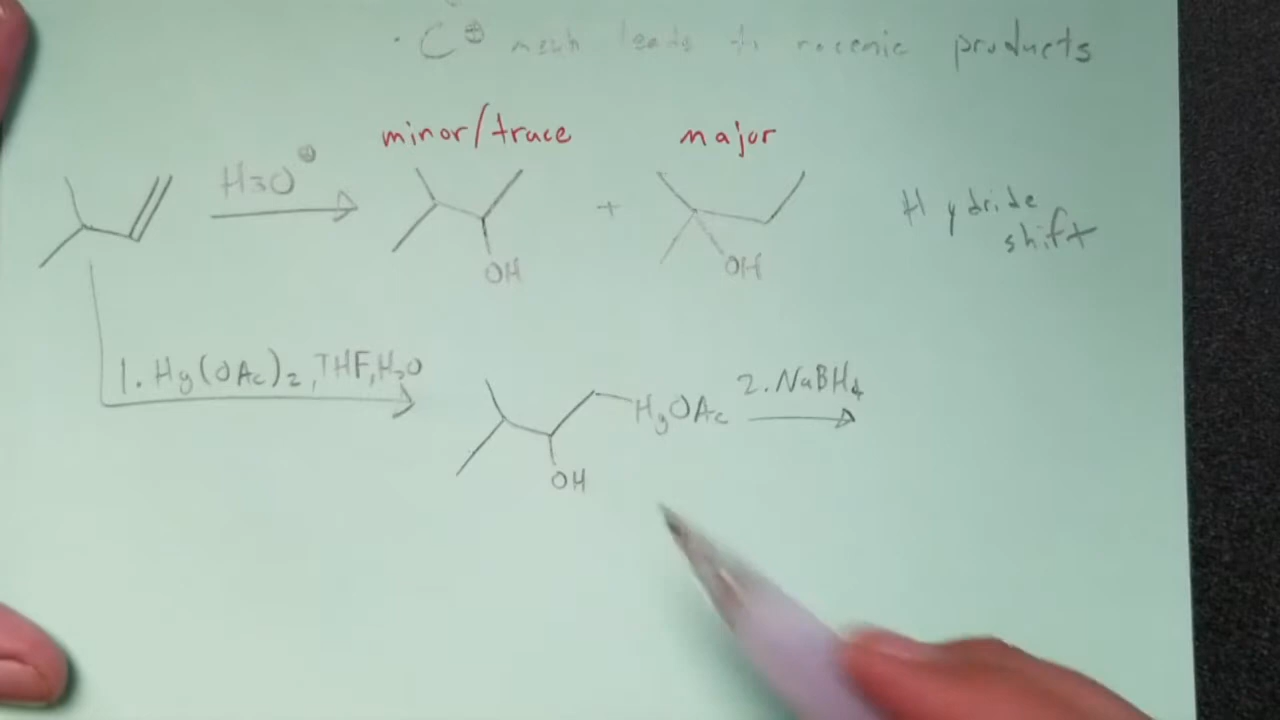 · C⊕ mech leads to racemic products
minor/trace major
H3O⊕
+
Hydride
shift
OH OH
1. Hg(OAc)2, THF, H2O
2. NaBH4
HgOAc
OH